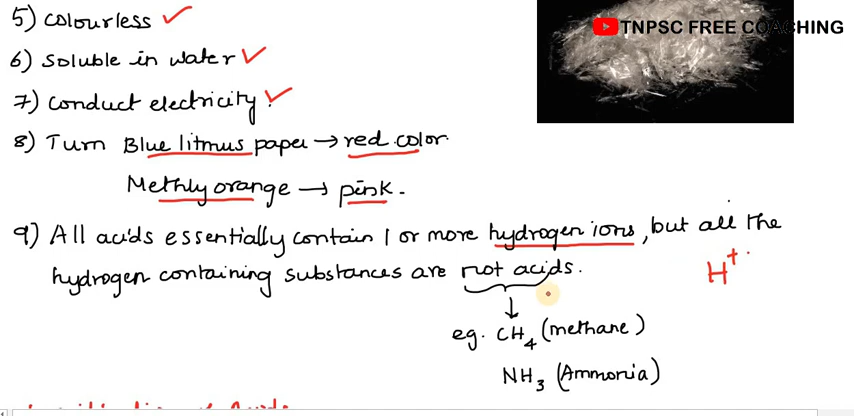 TNPSC FREE COACHING
5) Colourless ✓
6) Soluble in water ✓
7) Conduct electricity. ✓
8) Turn Blue litmus paper → red color.
Methly orange → pink.
9) All acids essentially contain 1 or more hydrogen ions, but all the
hydrogen containing substances are not acids.
H+.
eg. CH4 (methane)
NH3 (Ammonia)